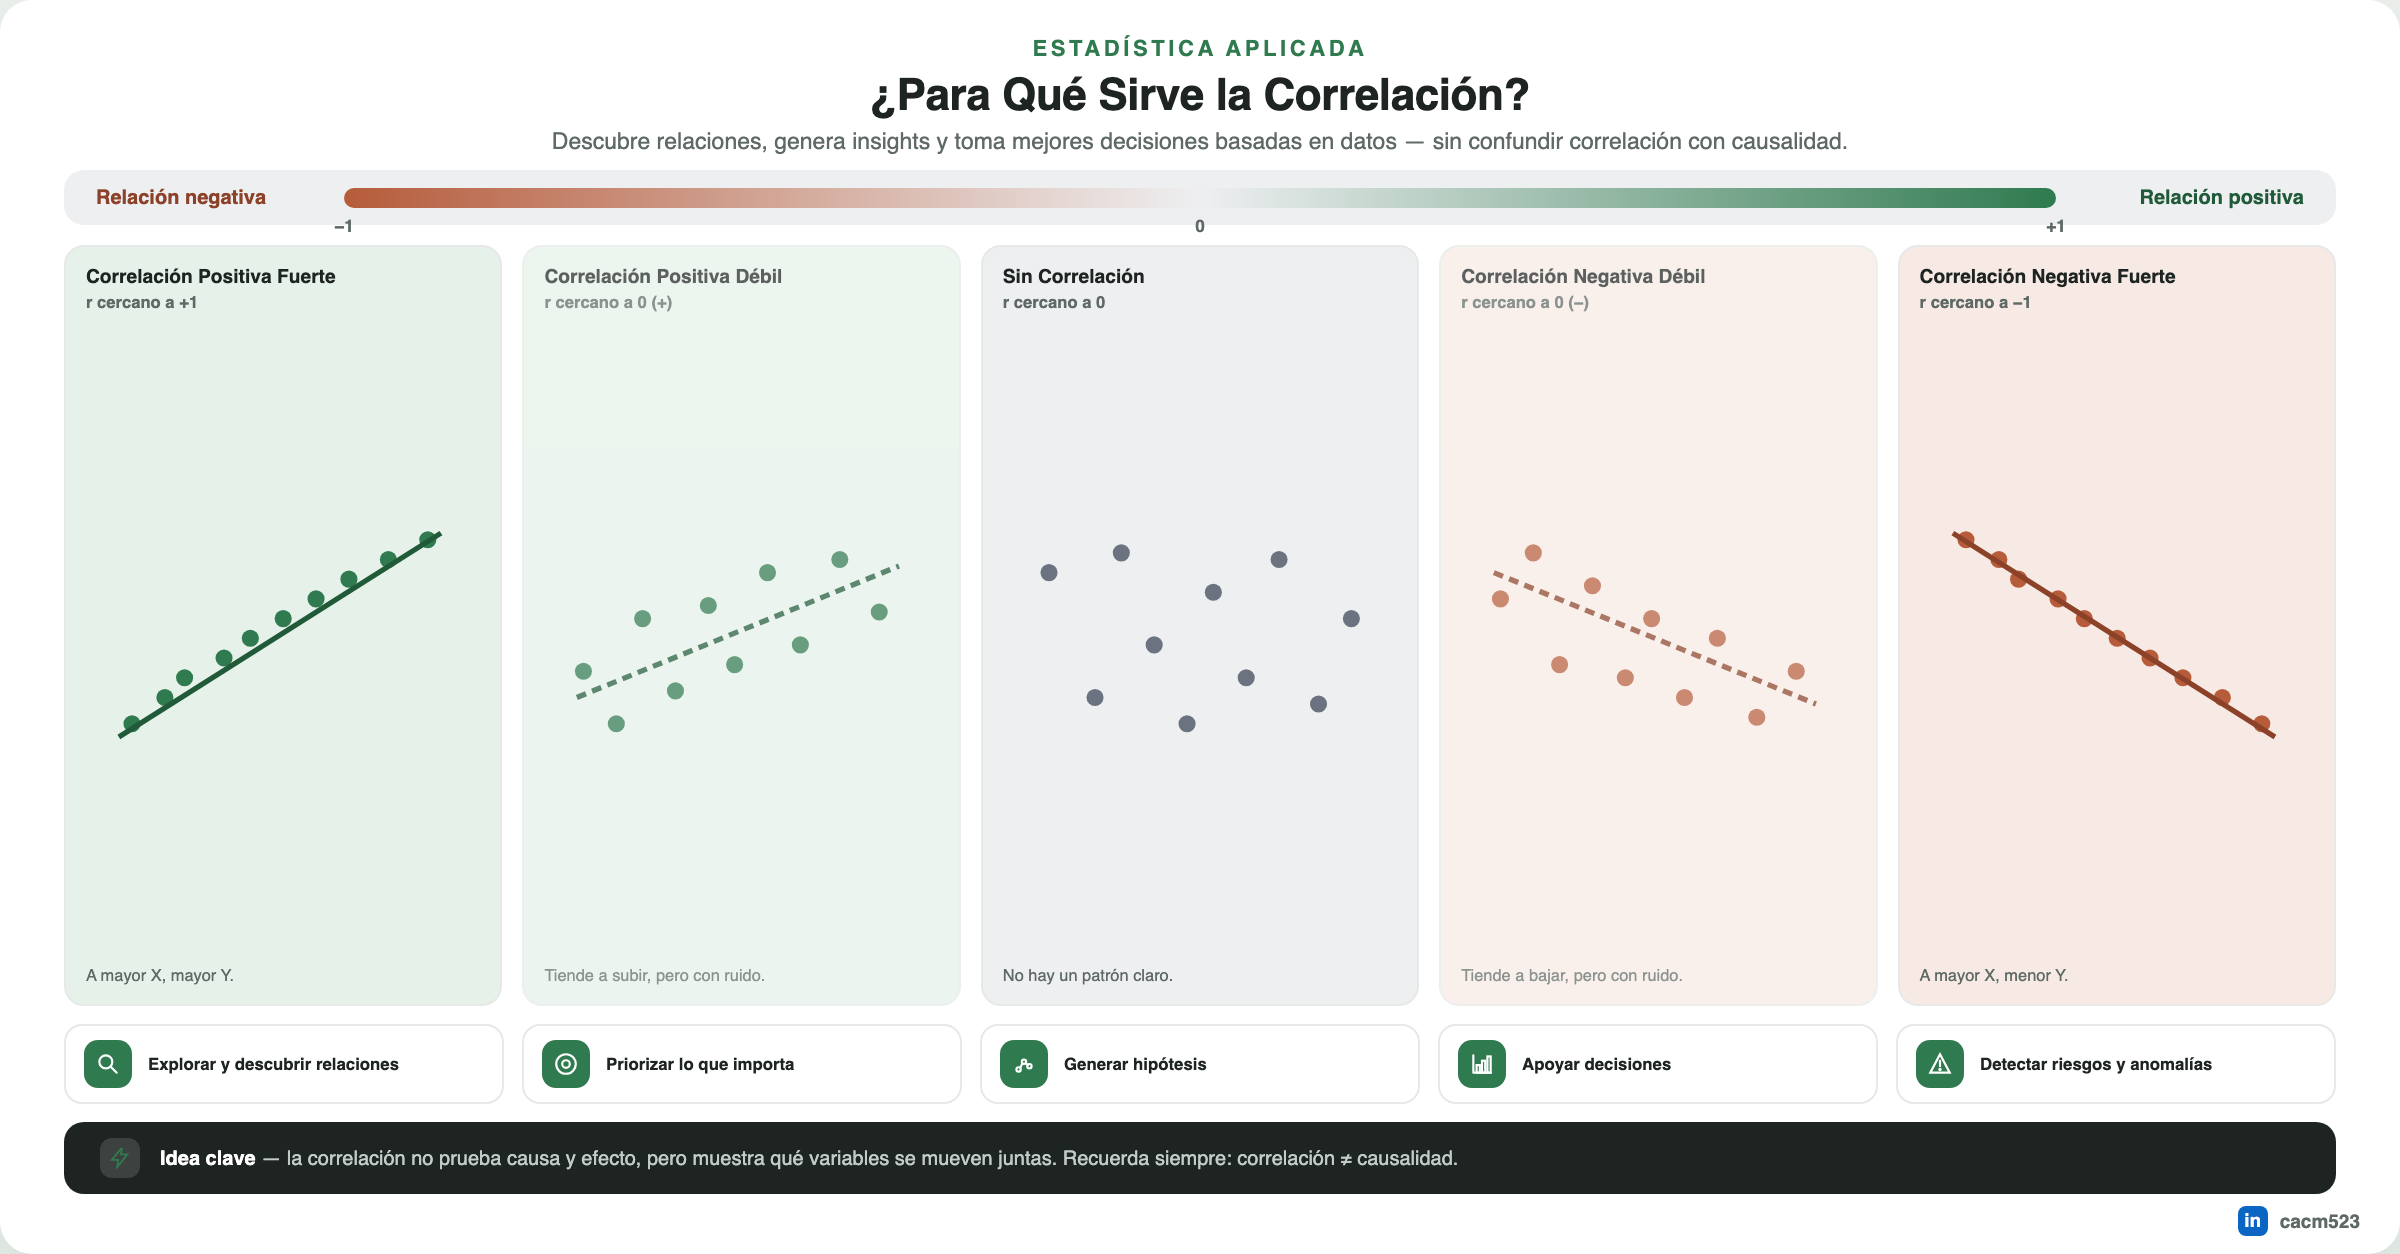 ESTADÍSTICA APLICADA
¿Para Qué Sirve la Correlación?
Descubre relaciones, genera insights y toma mejores decisiones basadas en datos — sin confundir correlación con causalidad.
Relación negativa
Relación positiva
−1
0
+1
Correlación Positiva Fuerte
r cercano a +1
A mayor X, mayor Y.
Correlación Positiva Débil
r cercano a 0 (+)
Tiende a subir, pero con ruido.
Sin Correlación
r cercano a 0
No hay un patrón claro.
Correlación Negativa Débil
r cercano a 0 (−)
Tiende a bajar, pero con ruido.
Correlación Negativa Fuerte
r cercano a −1
A mayor X, menor Y.
Explorar y descubrir relaciones
Priorizar lo que importa
Generar hipótesis
Apoyar decisiones
Detectar riesgos y anomalías
Idea clave — la correlación no prueba causa y efecto, pero muestra qué variables se mueven juntas. Recuerda siempre: correlación ≠ causalidad.
in cacm523